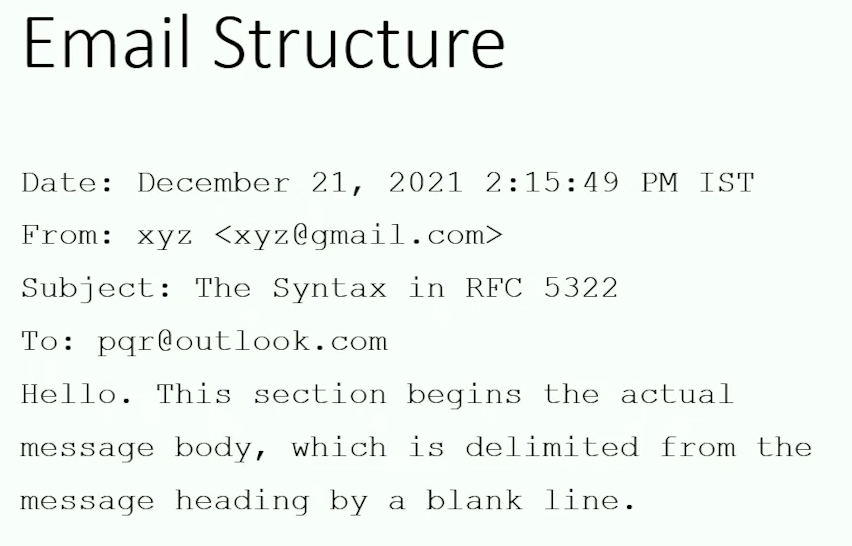 Email Structure
Date: December 21, 2021 2:15:49 PM IST
From: xyz <xyz@gmail.com>
Subject: The Syntax in RFC 5322
To: pqr@outlook.com
Hello. This section begins the actual
message body, which is delimited from the
message heading by a blank line.